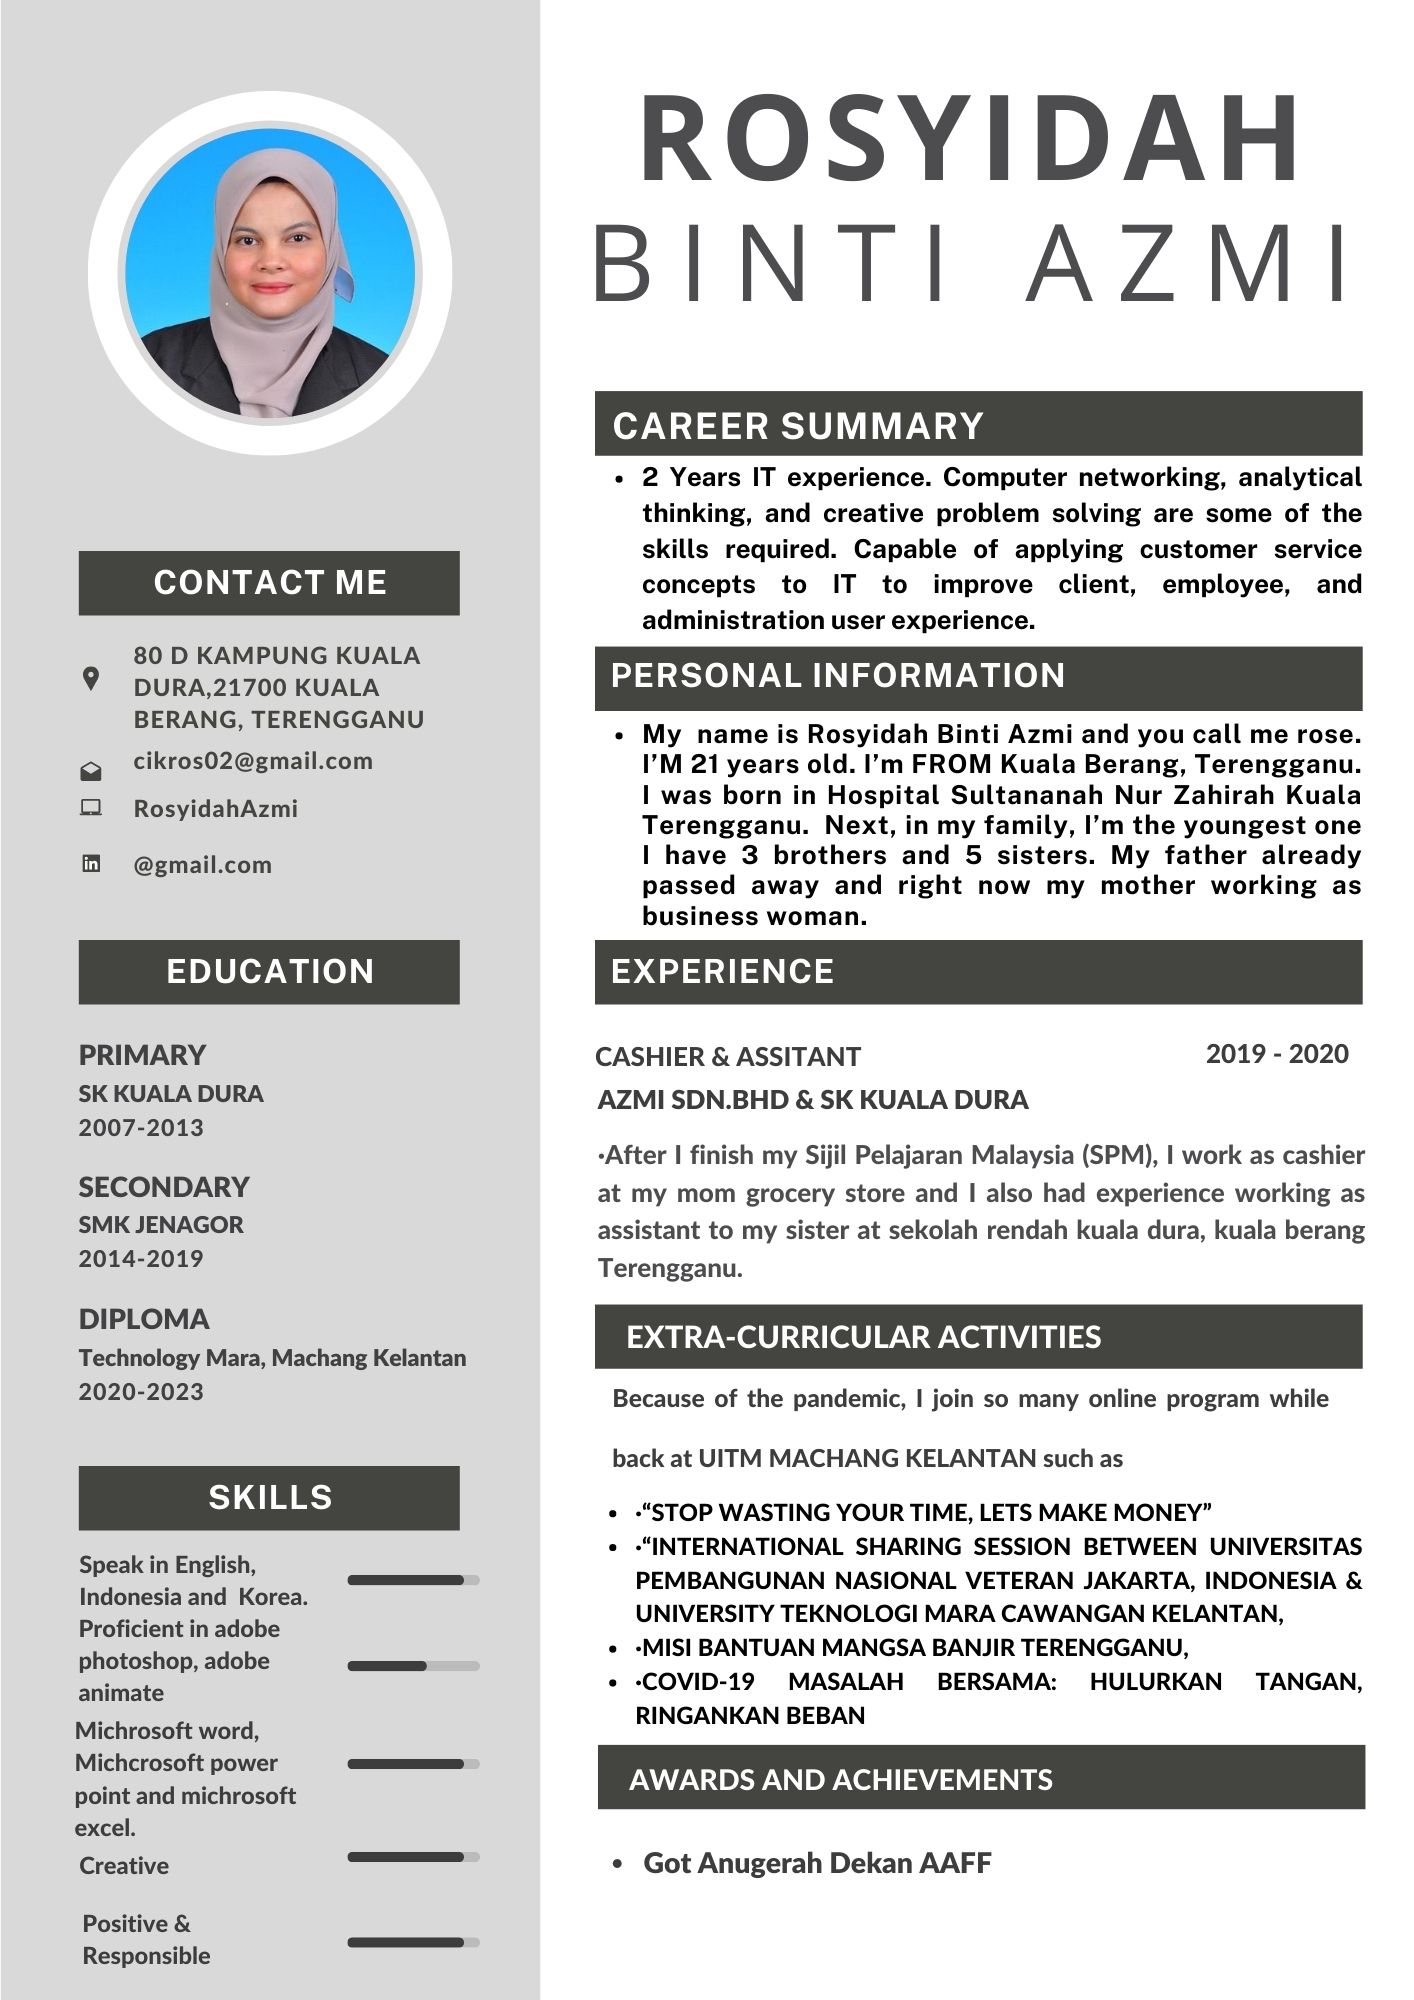 ROSYIDAH
BINTI AZMI
CONTACT ME
80 D KAMPUNG KUALA
DURA,21700 KUALA
BERANG, TERENGGANU
cikros02@gmail.com
RosyidahAzmi
@gmail.com
EDUCATION
PRIMARY
SK KUALA DURA
2007-2013
SECONDARY
SMK JENAGOR
2014-2019
DIPLOMA
Technology Mara, Machang Kelantan
2020-2023
SKILLS
Speak in English,
Indonesia and  Korea.
Proficient in adobe
photoshop, adobe
animate
Michrosoft word,
Michcrosoft power
point and michrosoft
excel.
Creative
Positive &
Responsible
CAREER SUMMARY
• 2 Years IT experience. Computer networking, analytical
thinking, and creative problem solving are some of the
skills required. Capable of applying customer service
concepts to IT to improve client, employee, and
administration user experience.
PERSONAL INFORMATION
• My  name is Rosyidah Binti Azmi and you call me rose.
I’M 21 years old. I’m FROM Kuala Berang, Terengganu.
I was born in Hospital Sultananah Nur Zahirah Kuala
Terengganu.  Next, in my family, I’m the youngest one
I have 3 brothers and 5 sisters. My father already
passed away and right now my mother working as
business woman.
EXPERIENCE
CASHIER & ASSITANT 2019 - 2020
AZMI SDN.BHD & SK KUALA DURA
·After I finish my Sijil Pelajaran Malaysia (SPM), I work as cashier
at my mom grocery store and I also had experience working as
assistant to my sister at sekolah rendah kuala dura, kuala berang
Terengganu.
EXTRA-CURRICULAR ACTIVITIES
Because of the pandemic, I join so many online program while
back at UITM MACHANG KELANTAN such as
• ·“STOP WASTING YOUR TIME, LETS MAKE MONEY”
• ·“INTERNATIONAL SHARING SESSION BETWEEN UNIVERSITAS
PEMBANGUNAN NASIONAL VETERAN JAKARTA, INDONESIA &
UNIVERSITY TEKNOLOGI MARA CAWANGAN KELANTAN,
• ·MISI BANTUAN MANGSA BANJIR TERENGGANU,
• ·COVID-19 MASALAH BERSAMA: HULURKAN TANGAN,
RINGANKAN BEBAN
AWARDS AND ACHIEVEMENTS
• Got Anugerah Dekan AAFF